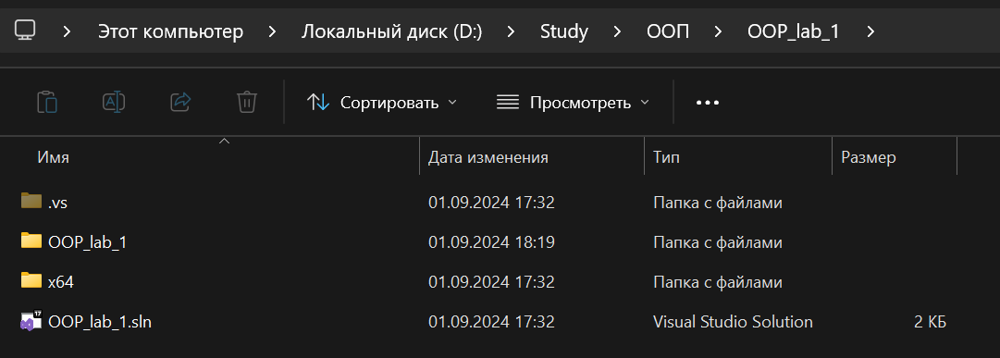 Этот компьютер > Локальный диск (D:) > Study > ООП > OOP_lab_1 >
Сортировать Просмотреть ...
Имя Дата изменения Тип Размер
.vs 01.09.2024 17:32 Папка с файлами
OOP_lab_1 01.09.2024 18:19 Папка с файлами
x64 01.09.2024 17:32 Папка с файлами
OOP_lab_1.sln 01.09.2024 17:32 Visual Studio Solution 2 КБ